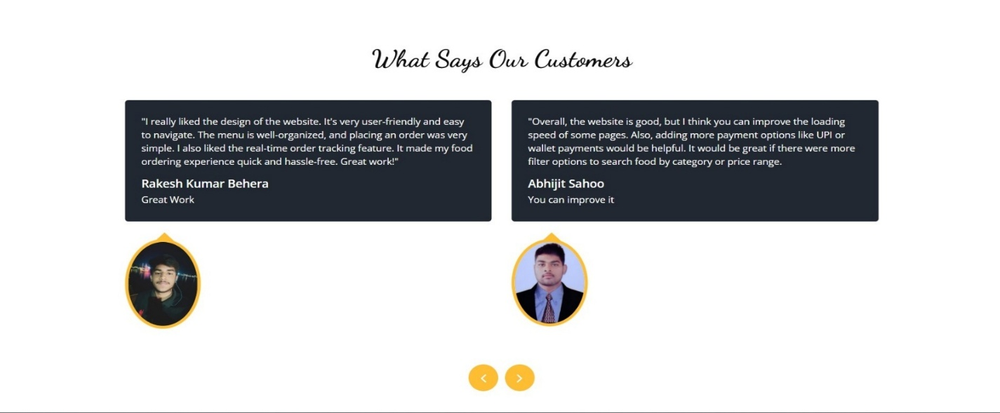 What Says Our Customers
"I really liked the design of the website. It's very user-friendly and easy
to navigate. The menu is well-organized, and placing an order was very
simple. I also liked the real-time order tracking feature. It made my food
ordering experience quick and hassle-free. Great work!"
Rakesh Kumar Behera
Great Work
"Overall, the website is good, but I think you can improve the loading
speed of some pages. Also, adding more payment options like UPI or
wallet payments would be helpful. It would be great if there were more
filter options to search food by category or price range.
Abhijit Sahoo
You can improve it